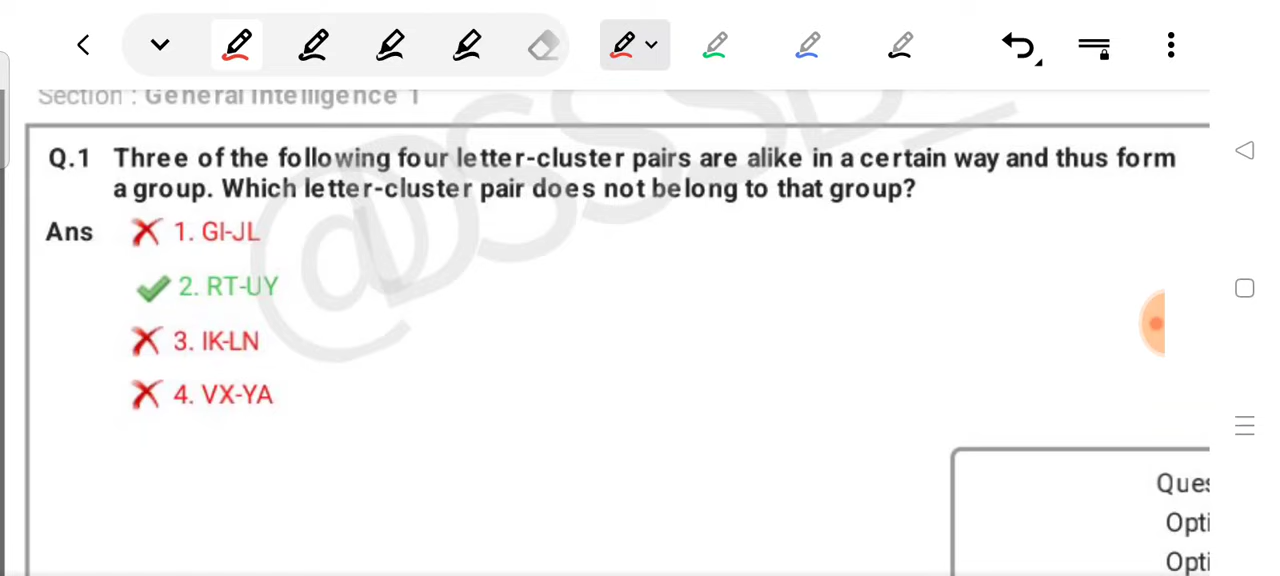 Section : General Intelligence 1
Q.1 Three of the following four letter-cluster pairs are alike in a certain way and thus form
a group. Which letter-cluster pair does not belong to that group?
Ans 1. GI-JL
2. RT-UY
3. IK-LN
4. VX-YA
@DSSSB_
Ques
Opti
Opti